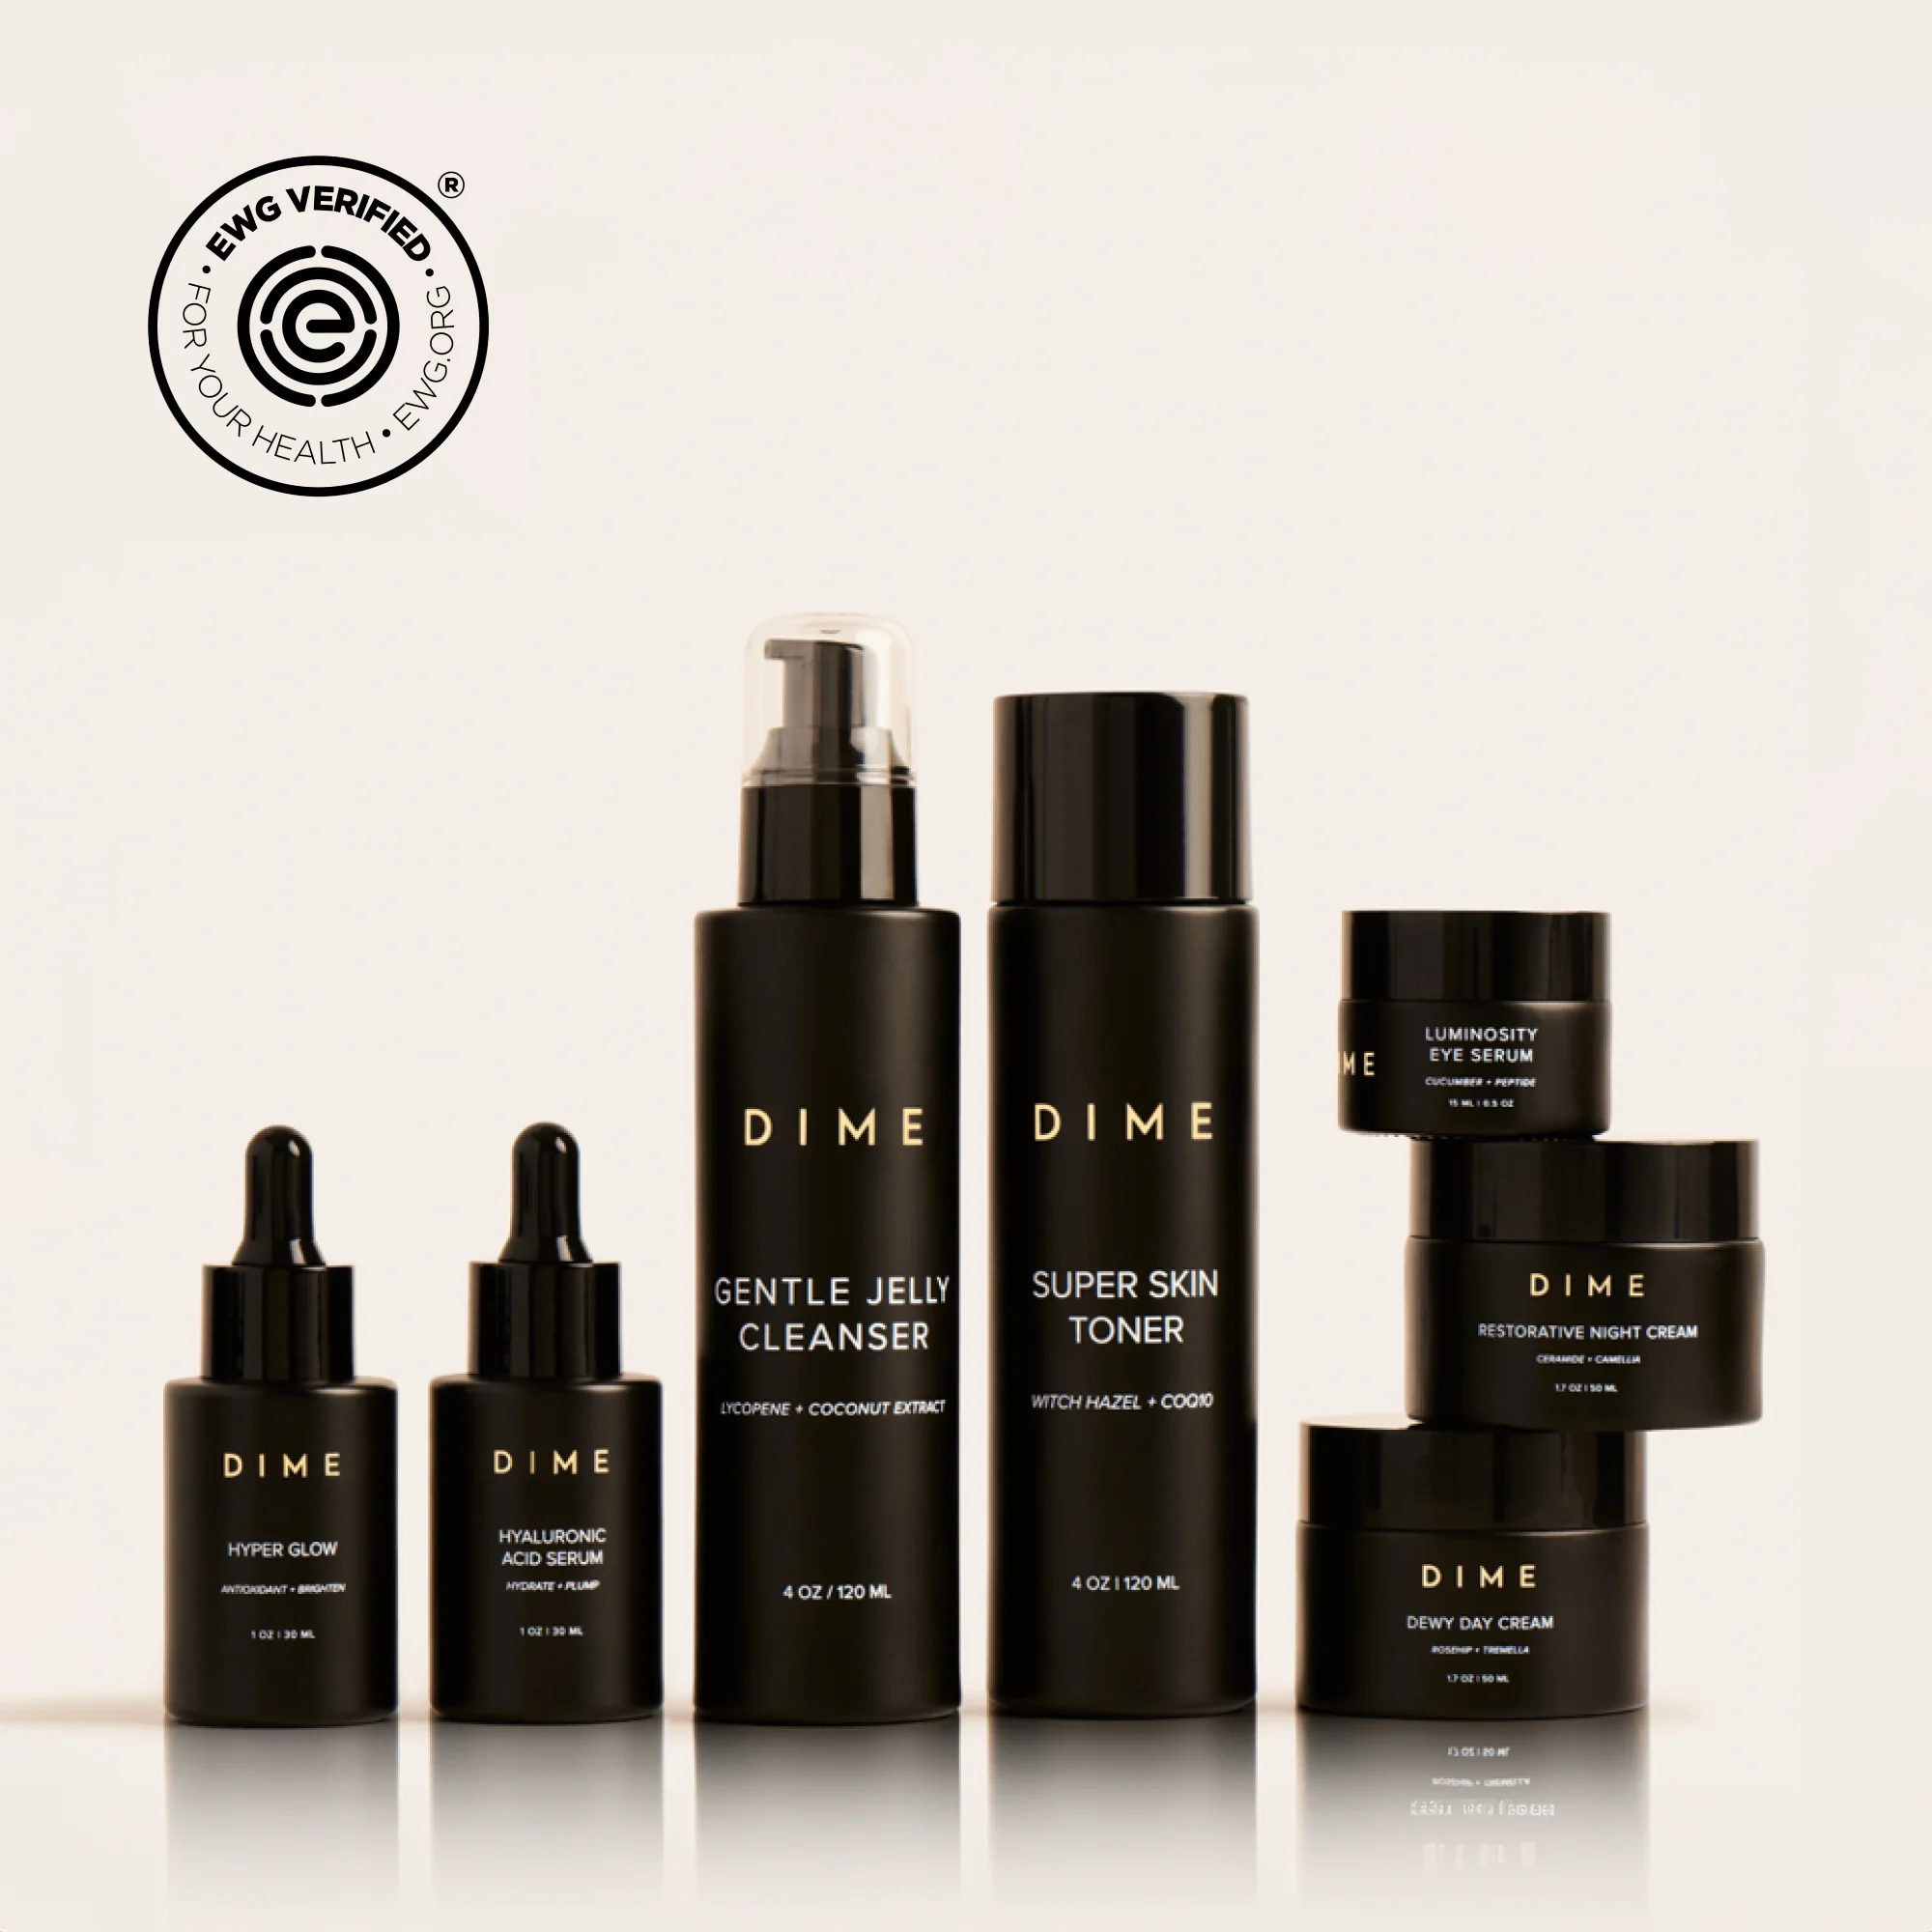 EWG VERIFIED
®
• FOR YOUR HEALTH • EWG.ORG •
DIME
HYPER GLOW
ANTIOXIDANT + BRIGHTEN
1 OZ | 30 ML
DIME
HYALURONIC
ACID SERUM
HYDRATE + PLUMP
1 OZ | 30 ML
DIME
GENTLE JELLY
CLEANSER
LYCOPENE + COCONUT EXTRACT
4 OZ / 120 ML
DIME
SUPER SKIN
TONER
WITCH HAZEL + COQ10
4 OZ | 120 ML
IME
LUMINOSITY
EYE SERUM
CUCUMBER + PEPTIDE
15 ML | 0.5 OZ
DIME
RESTORATIVE NIGHT CREAM
CERAMIDE + CAMELLIA
1.7 OZ | 50 ML
DIME
DEWY DAY CREAM
ROSEHIP + TREMELLA
1.7 OZ | 50 ML